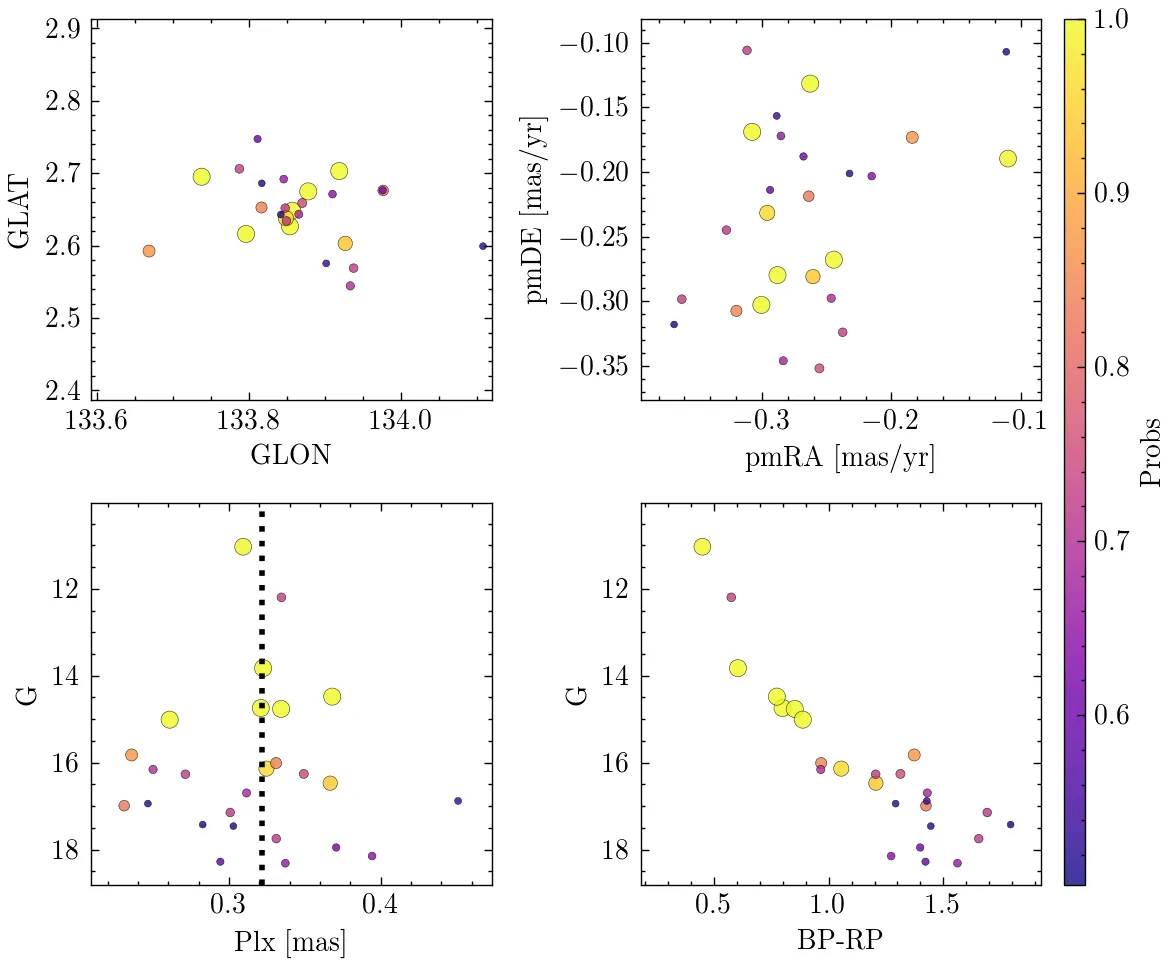 2.9
2.8
2.7
2.6
2.5
2.4
GLAT
133.6 133.8 134.0
GLON
−0.10
−0.15
−0.20
−0.25
−0.30
−0.35
pmDE [mas/yr]
−0.3 −0.2 −0.1
pmRA [mas/yr]
12
14
16
18
G
0.3 0.4
Plx [mas]
12
14
16
18
G
0.5 1.0 1.5
BP-RP
1.0
0.9
0.8
0.7
0.6
Probs